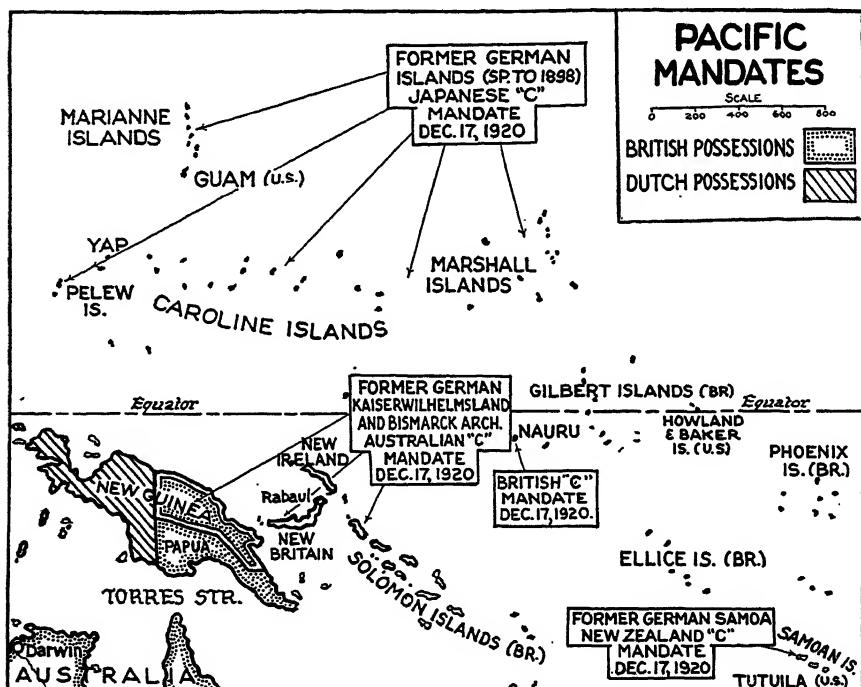 PACIFIC
MANDATES
SCALE
0 200 400 600 800
BRITISH POSSESSIONS
DUTCH POSSESSIONS
FORMER GERMAN
ISLANDS (SP. TO 1898)
JAPANESE "C"
MANDATE
DEC. 17, 1920
MARIANNE
ISLANDS
GUAM (U.S.)
YAP
PELEW
IS.
CAROLINE ISLANDS
MARSHALL
ISLANDS
FORMER GERMAN
KAISERWILHELMSLAND
AND BISMARCK ARCH.
AUSTRALIAN "C"
MANDATE
DEC. 17, 1920
GILBERT ISLANDS (BR)
Equator
Equator
NAURU
HOWLAND
& BAKER
IS. (U.S)
PHOENIX
IS. (BR.)
BRITISH "C"
MANDATE
DEC. 17, 1920.
NEW
IRELAND
Rabaul
NEW
BRITAIN
NEW GUINEA
PAPUA
TORRES STR.
SOLOMON ISLANDS (BR.)
ELLICE IS. (BR.)
FORMER GERMAN SAMOA
NEW ZEALAND "C"
MANDATE
DEC. 17, 1920
SAMOAN IS.
TUTUILA (U.S.)
Darwin
AUSTRALIA